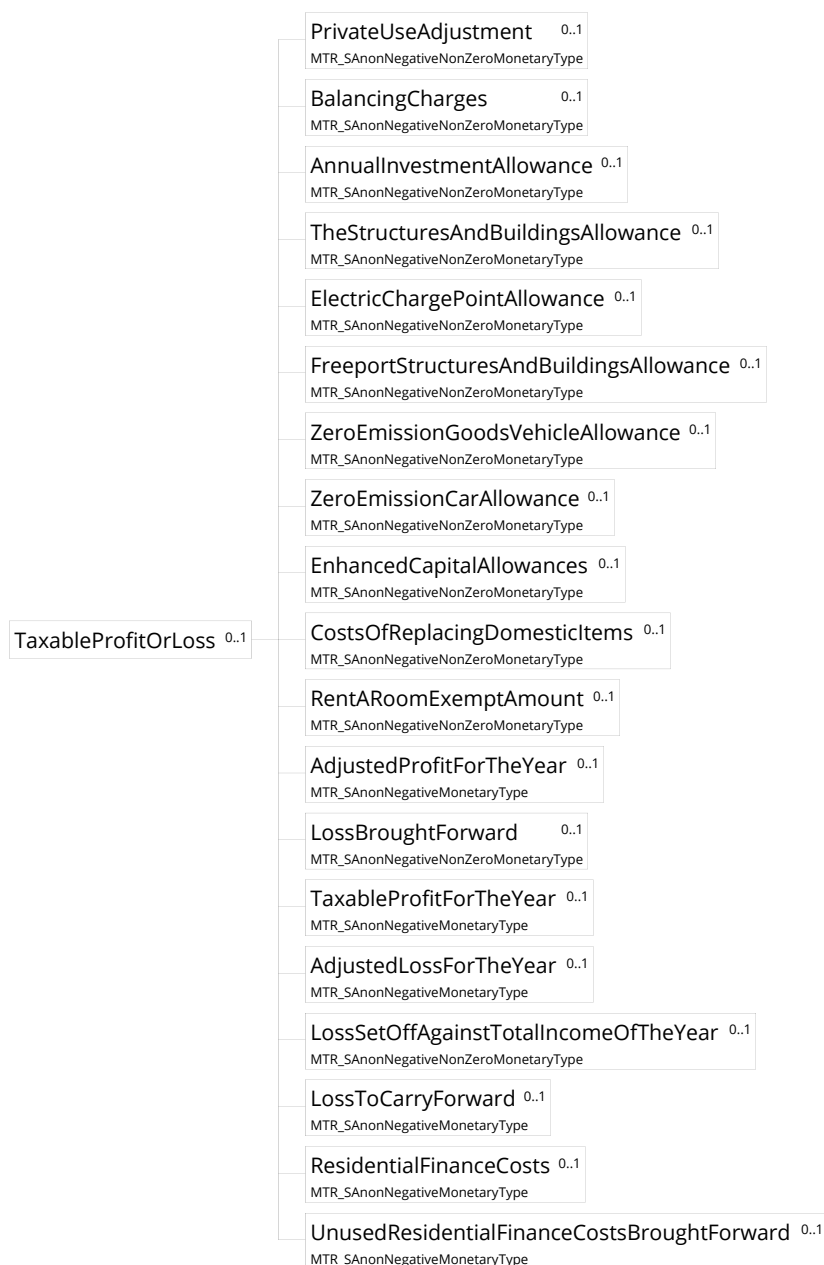 PrivateUseAdjustment 0..1
MTR_SAnonNegativeNonZeroMonetaryType
BalancingCharges 0..1
MTR_SAnonNegativeNonZeroMonetaryType
AnnualInvestmentAllowance 0..1
MTR_SAnonNegativeNonZeroMonetaryType
TheStructuresAndBuildingsAllowance 0..1
MTR_SAnonNegativeNonZeroMonetaryType
ElectricChargePointAllowance 0..1
MTR_SAnonNegativeNonZeroMonetaryType
FreeportStructuresAndBuildingsAllowance 0..1
MTR_SAnonNegativeNonZeroMonetaryType
ZeroEmissionGoodsVehicleAllowance 0..1
MTR_SAnonNegativeNonZeroMonetaryType
ZeroEmissionCarAllowance 0..1
MTR_SAnonNegativeNonZeroMonetaryType
EnhancedCapitalAllowances 0..1
MTR_SAnonNegativeNonZeroMonetaryType
TaxableProfitOrLoss 0..1
CostsOfReplacingDomesticItems 0..1
MTR_SAnonNegativeNonZeroMonetaryType
RentARoomExemptAmount 0..1
MTR_SAnonNegativeNonZeroMonetaryType
AdjustedProfitForTheYear 0..1
MTR_SAnonNegativeMonetaryType
LossBroughtForward 0..1
MTR_SAnonNegativeNonZeroMonetaryType
TaxableProfitForTheYear 0..1
MTR_SAnonNegativeMonetaryType
AdjustedLossForTheYear 0..1
MTR_SAnonNegativeMonetaryType
LossSetOffAgainstTotalIncomeOfTheYear 0..1
MTR_SAnonNegativeNonZeroMonetaryType
LossToCarryForward 0..1
MTR_SAnonNegativeMonetaryType
ResidentialFinanceCosts 0..1
MTR_SAnonNegativeMonetaryType
UnusedResidentialFinanceCostsBroughtForward 0..1
MTR_SAnonNegativeMonetaryType